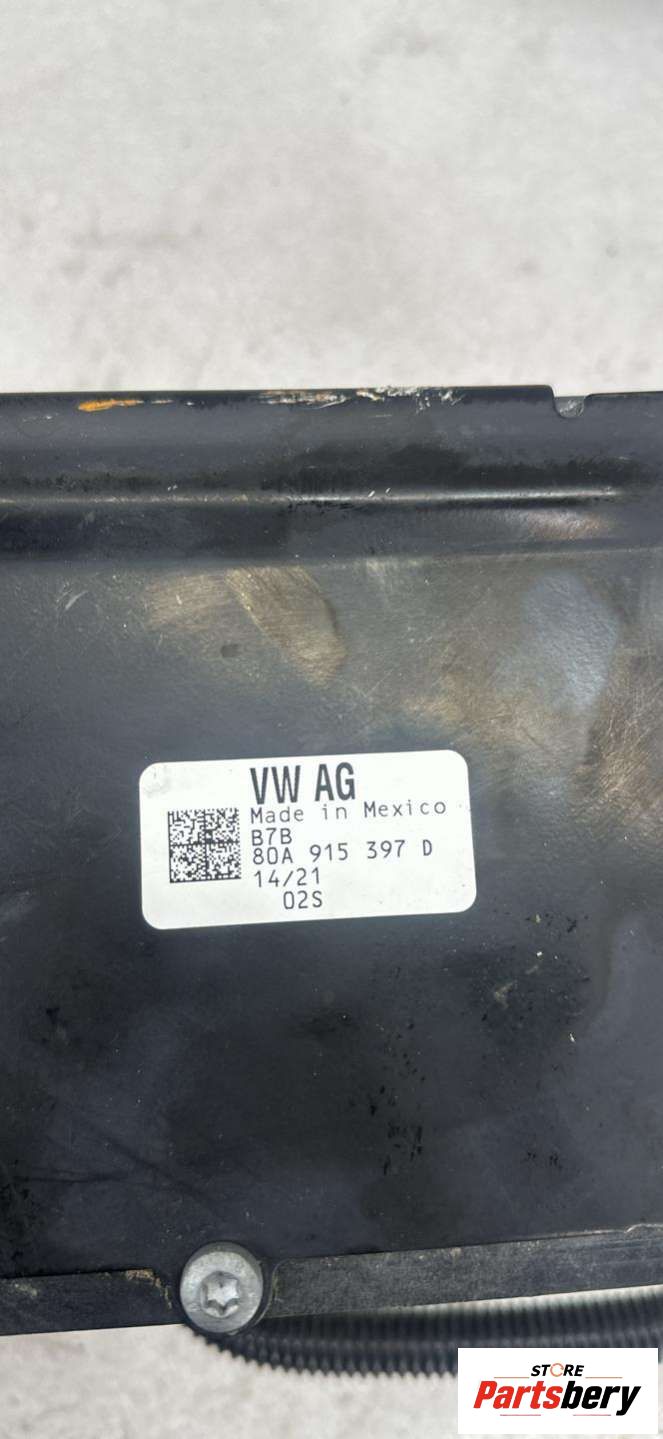 VW AG
Made in Mexico
B7B
80A 915 397 D
14/21
02S
STORE
Partsbery